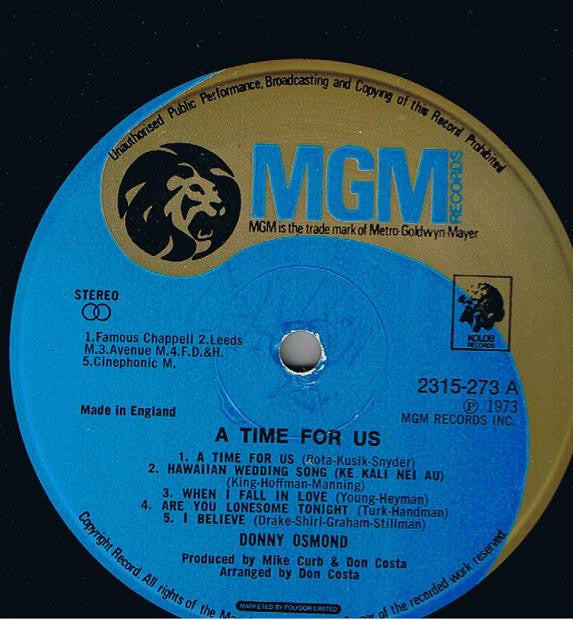 Unauthorised Public Performance, Broadcasting and Copying of this Record Prohibited
MGM
RECORDS
MGM is the trade mark of Metro-Goldwyn-Mayer
STEREO
KOLOB
RECORDS
1.Famous Chappell 2.Leeds
M.3.Avenue M.4.F.D.&H.
5.Cinephonic M.
2315-273 A
Ⓟ 1973
MGM RECORDS INC.
Made in England
A TIME FOR US
1. A TIME FOR US (Rota-Kusik-Snyder)
2. HAWAIIAN WEDDING SONG (KE KALI NEI AU)
(King-Hoffman-Manning)
3. WHEN I FALL IN LOVE (Young-Heyman)
4. ARE YOU LONESOME TONIGHT (Turk-Handman)
5. I BELIEVE (Drake-Shirl-Graham-Stillman)
DONNY OSMOND
Produced by Mike Curb & Don Costa
Arranged by Don Costa
MARKETED BY POLYDOR LIMITED
Copyright Record. All rights of the of the recorded work reserved.